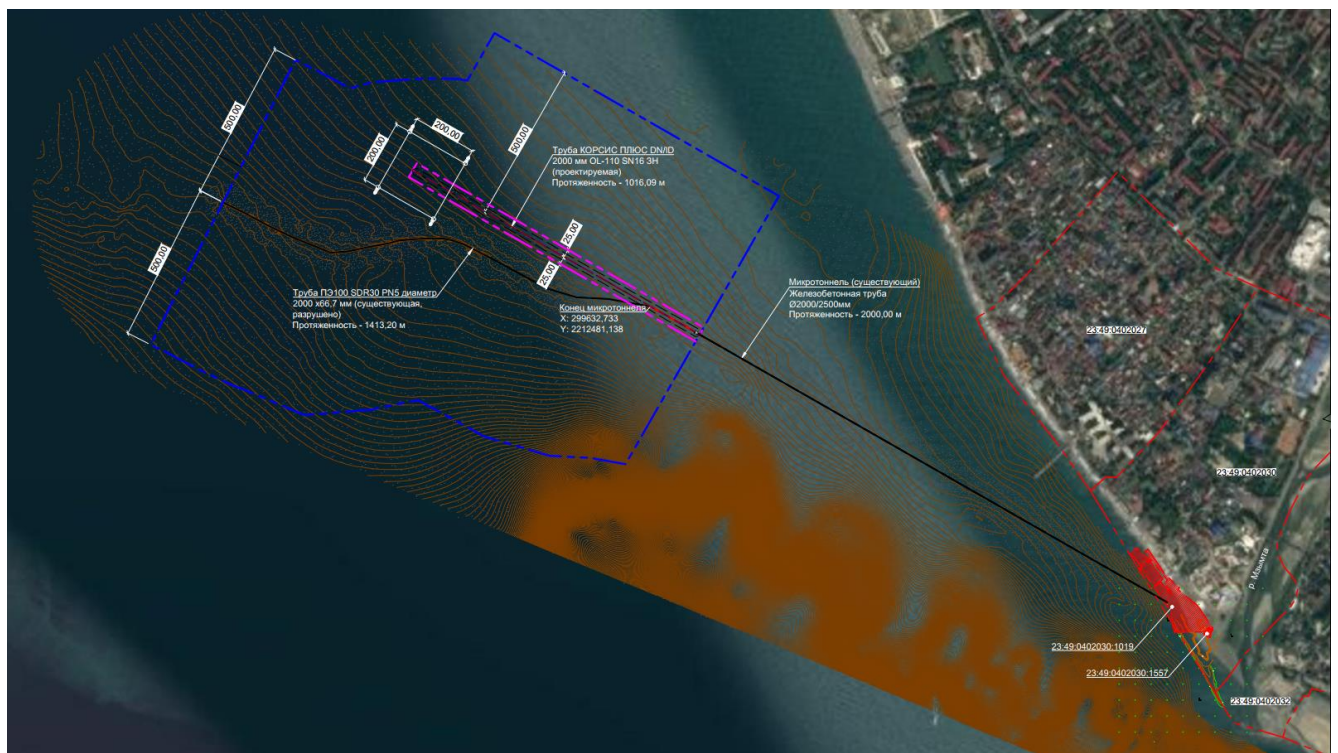 500,00
500,00
200,00
200,00
500,00
Труба КОРСИС ПЛЮС DN/ID
2000 мм OL-110 SN16 3Н
(проектируемая)
Протяженность - 1016,09 м
25,00
25,00
Труба ПЭ100 SDR30 PN5 диаметр
2000 х66,7 мм (существующая,
разрушено)
Протяженность - 1413,20 м
Конец микротоннеля
X: 299632,733
Y: 2212481,138
Микротоннель (существующий)
Железобетонная труба
Ø2000/2500мм
Протяженность - 2000,00 м
23:49:0402027
23:49:0402030
р. Мзымта
23:49:0402030:1019
23:49:0402030:1557
23:49:0402032